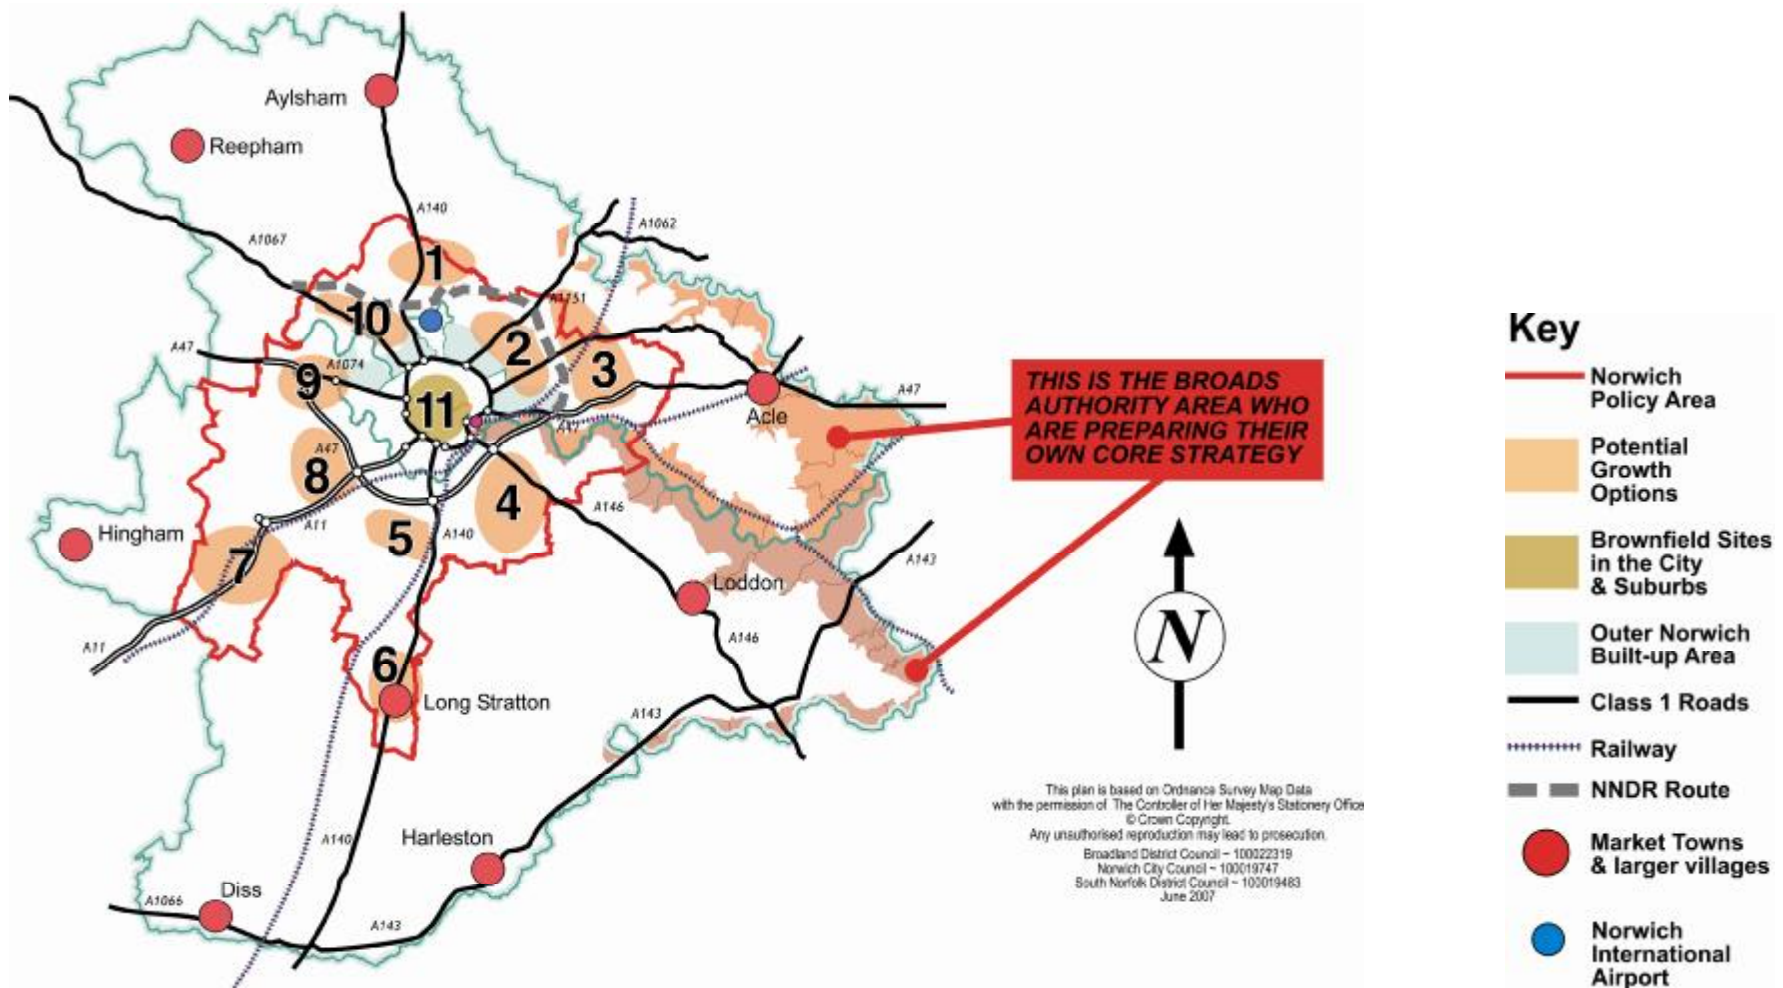 Aylsham
Reepham
A140
A1067
A1062
1
10
A1151
2
3
A47
A1074
9
11
Acle
A47
A47
THIS IS THE BROADS
AUTHORITY AREA WHO
ARE PREPARING THEIR
OWN CORE STRATEGY
A47
8
4
A146
Hingham
A11
5
A140
7
A143
Loddon
A11
A146
6
Long Stratton
A143
N
A140
Harleston
Diss
A1066
A143
This plan is based on Ordnance Survey Map Data
with the permission of The Controller of Her Majesty's Stationery Office
© Crown Copyright.
Any unauthorised reproduction may lead to prosecution.
Broadland District Council ~ 100022319
Norwich City Council ~ 100019747
South Norfolk District Council ~ 100019483
June 2007
Key
Norwich
Policy Area
Potential
Growth
Options
Brownfield Sites
in the City
& Suburbs
Outer Norwich
Built-up Area
Class 1 Roads
Railway
NNDR Route
Market Towns
& larger villages
Norwich
International
Airport